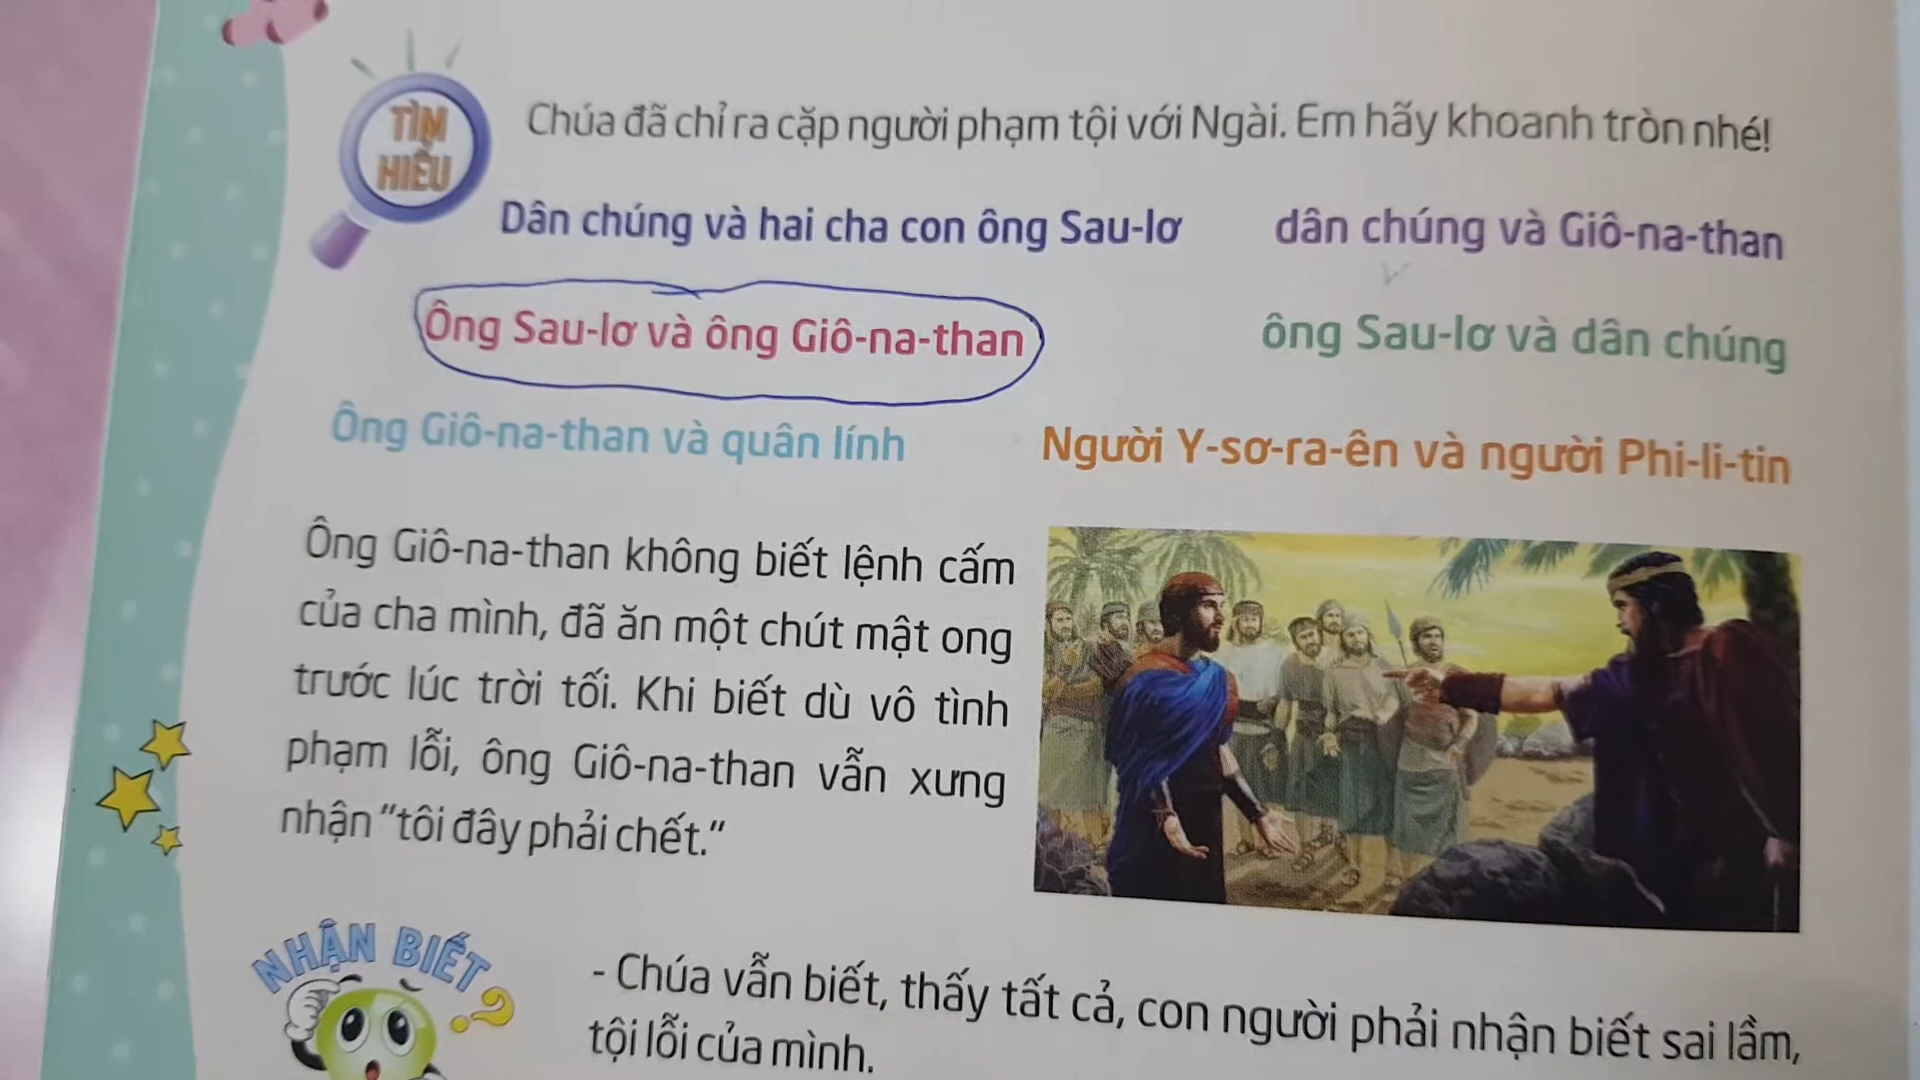 TÌM
HIỂU
Chúa đã chỉ ra cặp người phạm tội với Ngài. Em hãy khoanh tròn nhé!
Dân chúng và hai cha con ông Sau-lơ
dân chúng và Giô-na-than
Ông Sau-lơ và ông Giô-na-than
ông Sau-lơ và dân chúng
Ông Giô-na-than và quân lính
Người Y-sơ-ra-ên và người Phi-li-tin
Ông Giô-na-than không biết lệnh cấm
của cha mình, đã ăn một chút mật ong
trước lúc trời tối. Khi biết dù vô tình
phạm lỗi, ông Giô-na-than vẫn xưng
nhận "tôi đây phải chết."
NHẬN BIẾT ?
- Chúa vẫn biết, thấy tất cả, con người phải nhận biết sai lầm,
tội lỗi của mình.